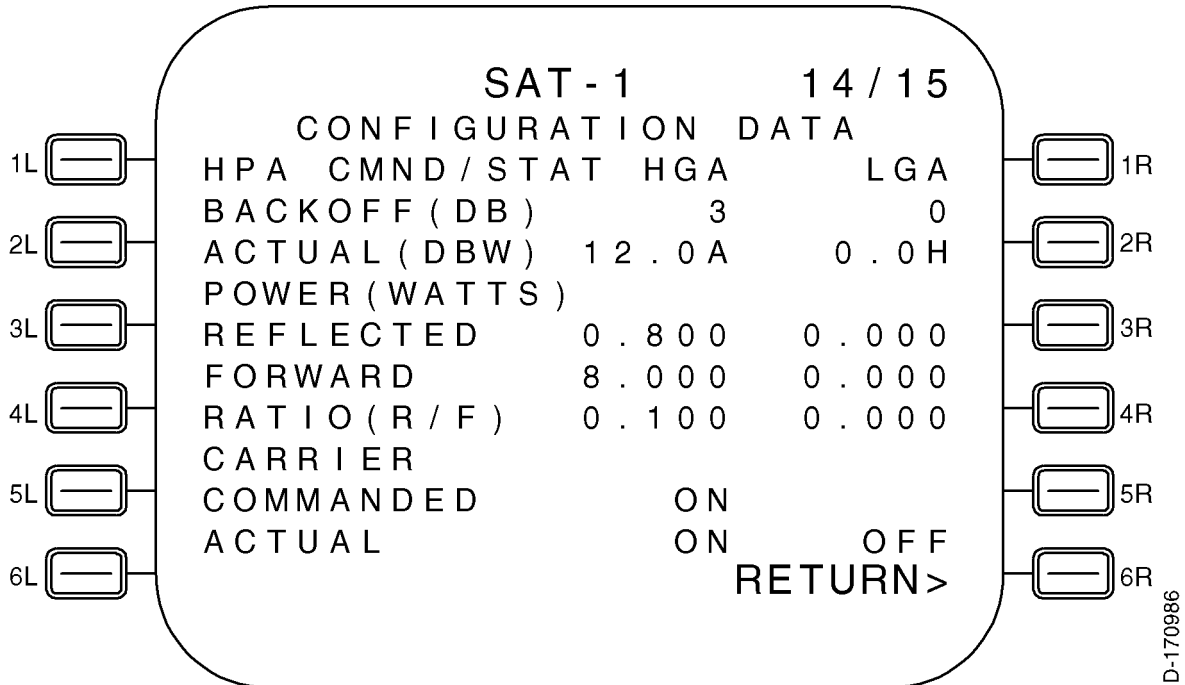 SAT-1 14/15
CONFIGURATION DATA
1L HPA CMND/STAT HGA LGA 1R
BACKOFF(DB) 3 0
2L ACTUAL(DBW) 12.0A 0.0H 2R
POWER(WATTS)
3L REFLECTED 0.800 0.000 3R
FORWARD 8.000 0.000
4L RATIO(R/F) 0.100 0.000 4R
CARRIER
5L COMMANDED ON 5R
ACTUAL ON OFF
6L RETURN> 6R
D-170986